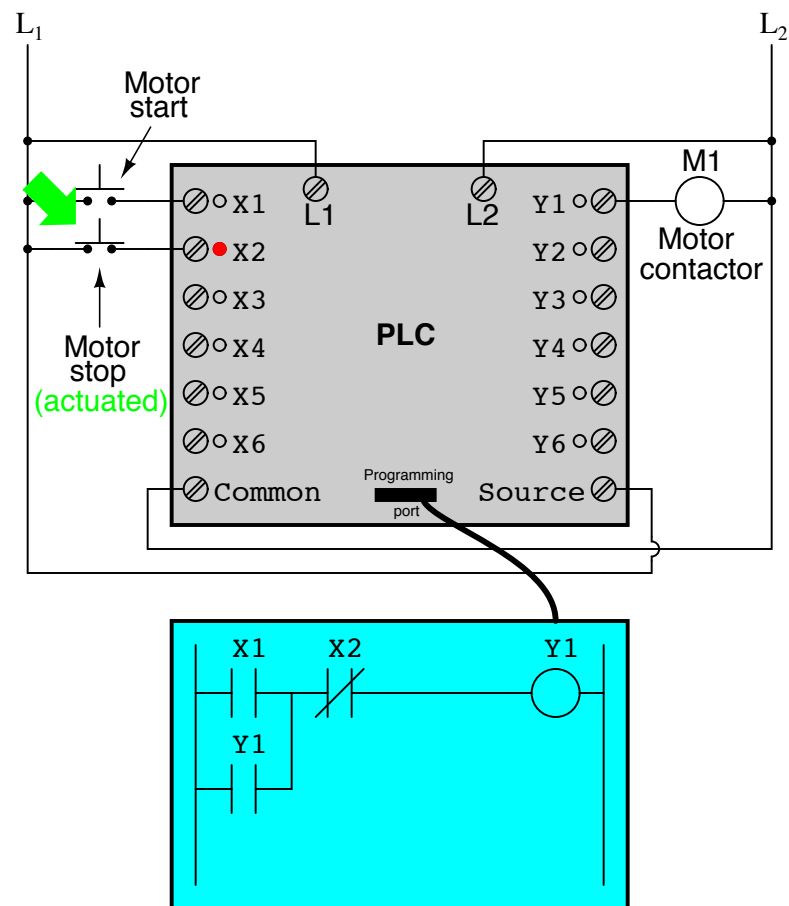 L1 L2
Motor
start
M1
X1 L1 L2 Y1
Motor
contactor
X2 Y2
X3 Y3
Motor
stop
(actuated)
X4 PLC Y4
X5 Y5
X6 Y6
Programming
port
Common Source
X1 X2 Y1
Y1